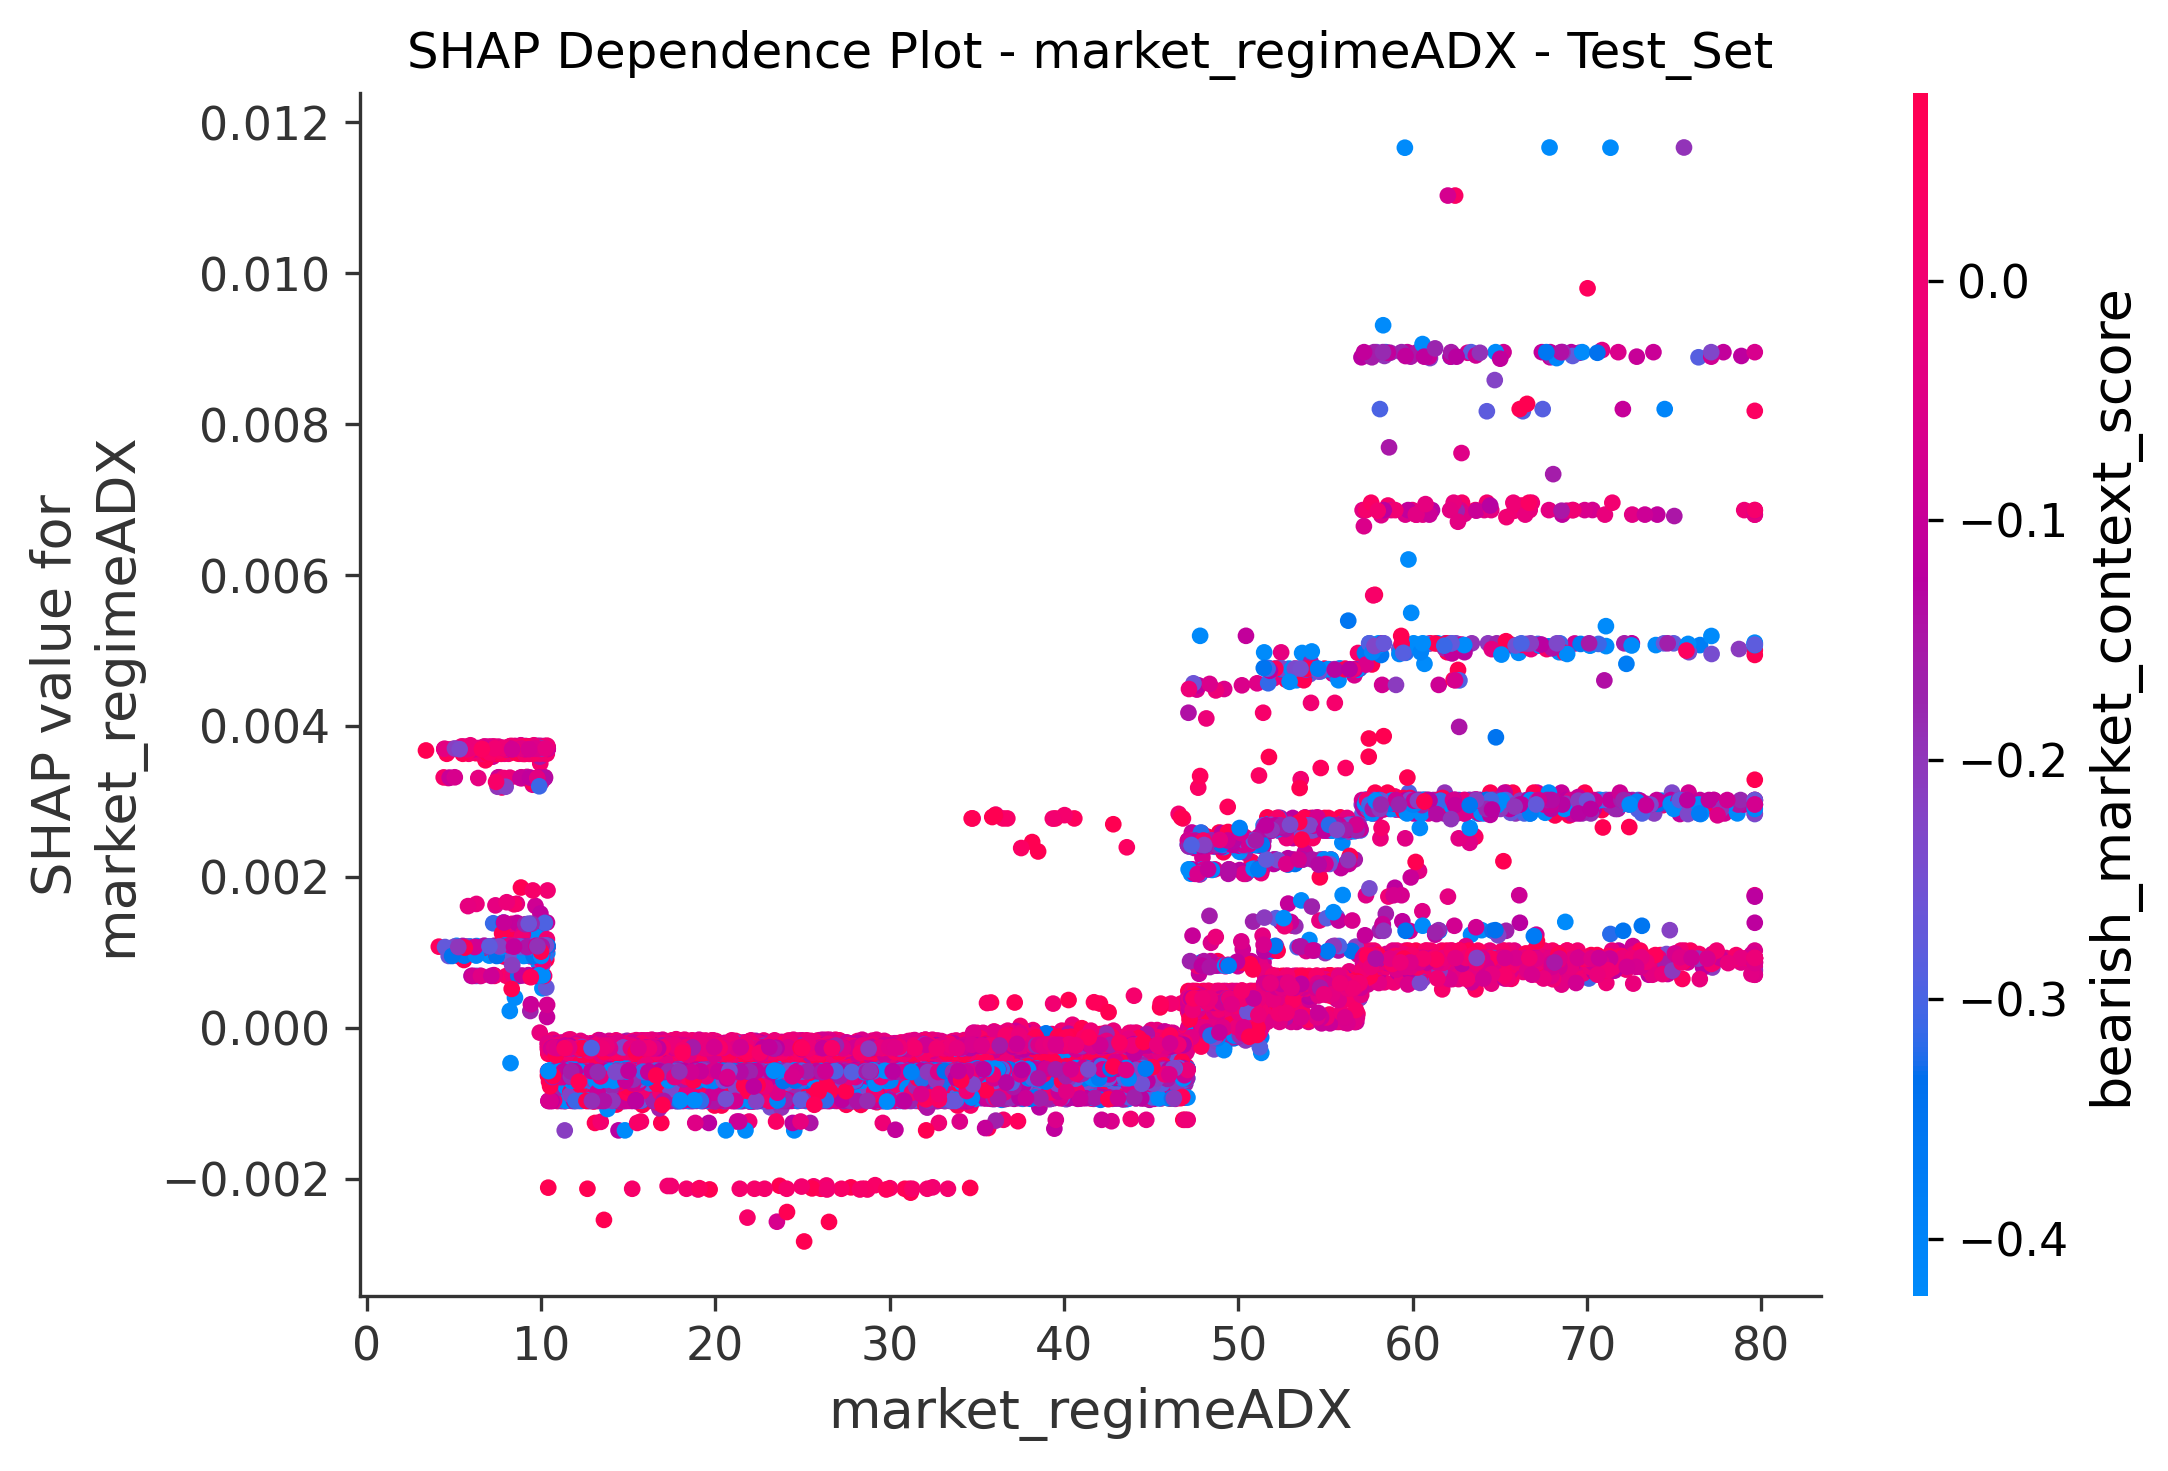 SHAP Dependence Plot - market_regimeADX - Test_Set
SHAP value for
market_regimeADX
0.012
0.010
0.008
0.006
0.004
0.002
0.000
−0.002
0 10 20 30 40 50 60 70 80
market_regimeADX
0.0
−0.1
−0.2
−0.3
−0.4
bearish_market_context_score